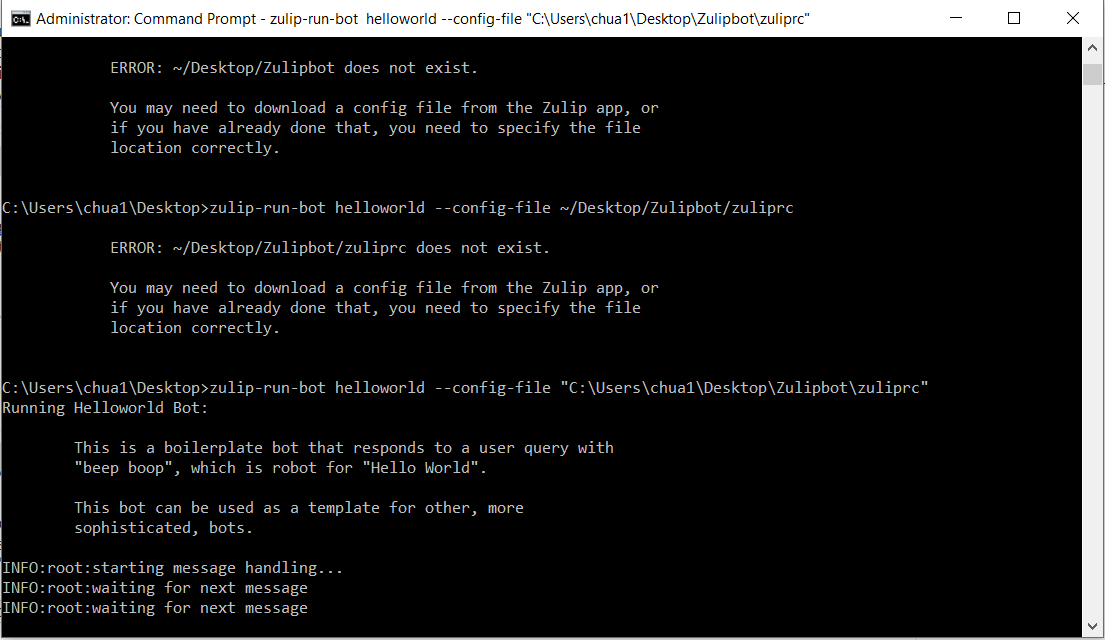 Administrator: Command Prompt - zulip-run-bot  helloworld --config-file "C:\Users\chua1\Desktop\Zulipbot\zuliprc"
ERROR: ~/Desktop/Zulipbot does not exist.
You may need to download a config file from the Zulip app, or
if you have already done that, you need to specify the file
location correctly.
C:\Users\chua1\Desktop>zulip-run-bot helloworld --config-file ~/Desktop/Zulipbot/zuliprc
ERROR: ~/Desktop/Zulipbot/zuliprc does not exist.
You may need to download a config file from the Zulip app, or
if you have already done that, you need to specify the file
location correctly.
C:\Users\chua1\Desktop>zulip-run-bot helloworld --config-file "C:\Users\chua1\Desktop\Zulipbot\zuliprc"
Running Helloworld Bot:
This is a boilerplate bot that responds to a user query with
"beep boop", which is robot for "Hello World".
This bot can be used as a template for other, more
sophisticated, bots.
INFO:root:starting message handling...
INFO:root:waiting for next message
INFO:root:waiting for next message